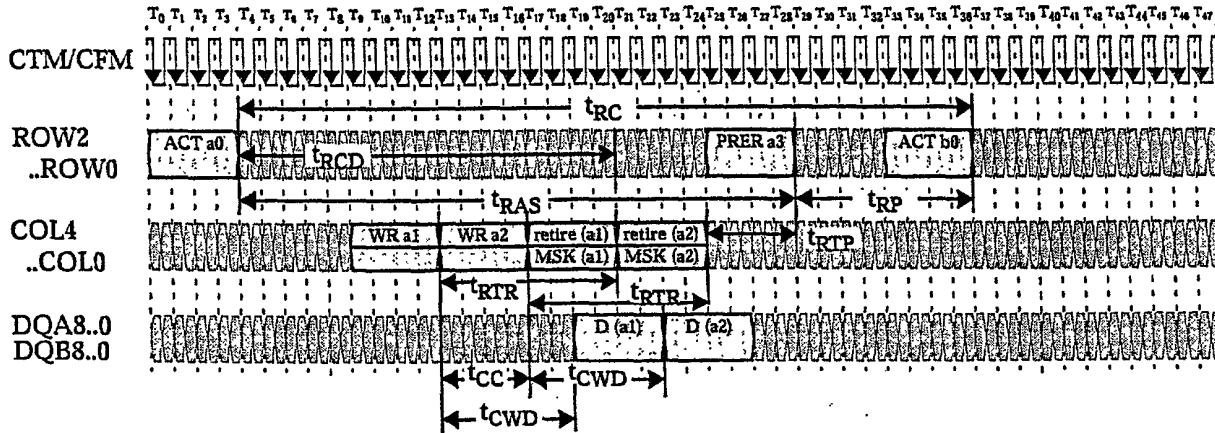 T0 T1 T2 T3 T4 T5 T6 T7 T8 T9 T10 T11 T12 T13 T14 T15 T16 T17 T18 T19 T20 T21 T22 T23 T24 T25 T26 T27 T28 T29 T30 T31 T32 T33 T34 T35 T36 T37 T38 T39 T40 T41 T42 T43 T44 T45 T46 T47
CTM/CFM
tRC
ROW2
..ROW0
ACT a0
PRER a3
ACT b0
tRCD
tRAS
tRP
COL4
..COL0
WR a1
WR a2
retire (a1)
retire (a2)
MSK (a1)
MSK (a2)
tRTP
tRTR
tRTR
DQA8..0
DQB8..0
D (a1)
D (a2)
tCC
tCWD
tCWD